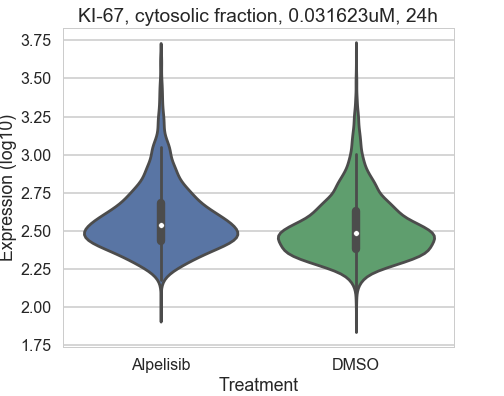 KI-67, cytosolic fraction, 0.031623uM, 24h
Expression (log10)
3.75
3.50
3.25
3.00
2.75
2.50
2.25
2.00
1.75
Alpelisib DMSO
Treatment